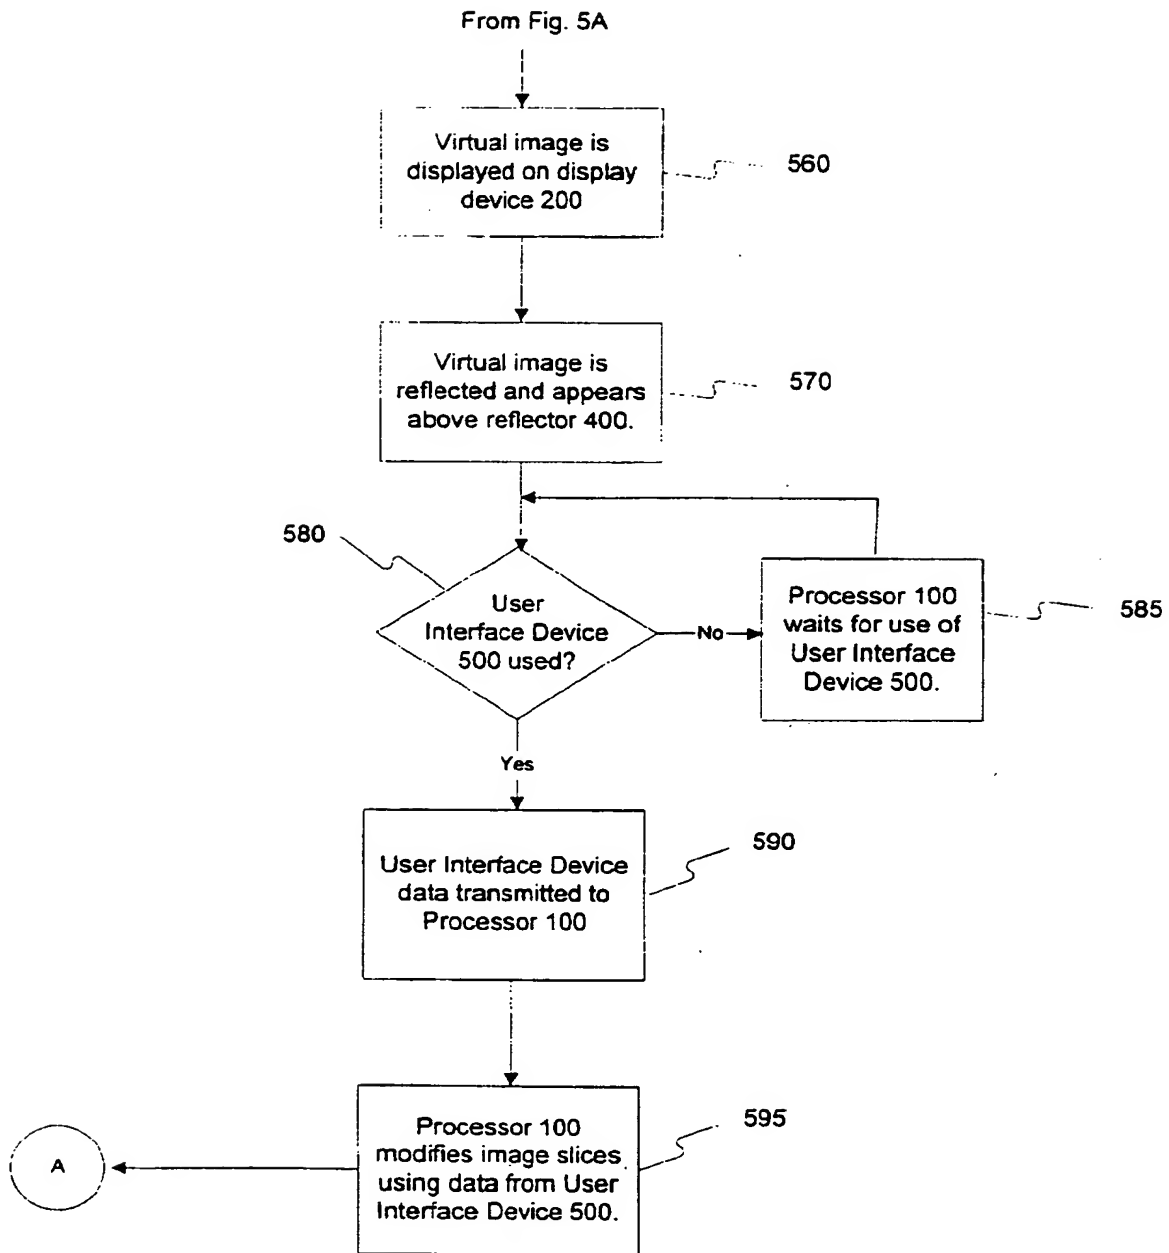 From Fig. 5A
Virtual image is
displayed on display
device 200
560
Virtual image is
reflected and appears
above reflector 400.
570
580
User
Interface Device
500 used?
No
Processor 100
waits for use of
User Interface
Device 500.
585
Yes
User Interface Device
data transmitted to
Processor 100
590
Processor 100
modifies image slices
using data from User
Interface Device 500.
595
A